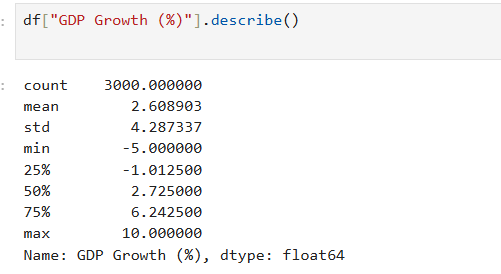 df["GDP Growth (%)"].describe()
count    3000.000000
mean        2.608903
std         4.287337
min        -5.000000
25%        -1.012500
50%         2.725000
75%         6.242500
max        10.000000
Name: GDP Growth (%), dtype: float64